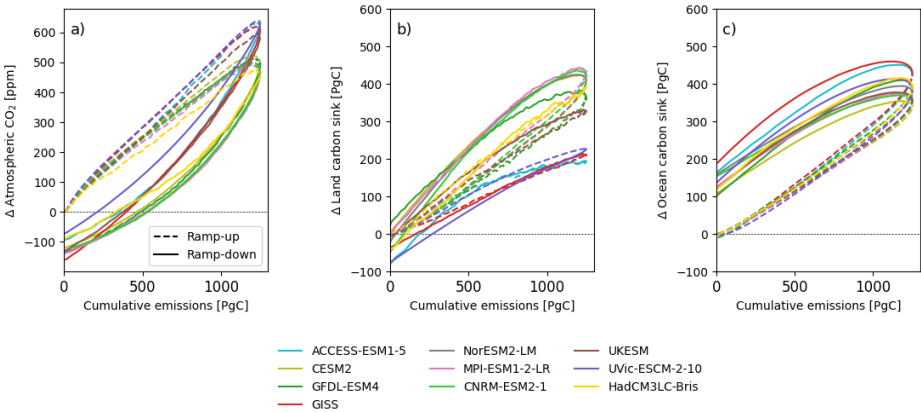 a)
Δ Atmospheric CO₂ [ppm]
600
500
400
300
200
100
0
−100
Ramp-up
Ramp-down
0 500 1000
Cumulative emissions [PgC]
b)
Δ Land carbon sink [PgC]
600
500
400
300
200
100
0
−100
0 500 1000
Cumulative emissions [PgC]
c)
Δ Ocean carbon sink [PgC]
600
500
400
300
200
100
0
−100
0 500 1000
Cumulative emissions [PgC]
ACCESS-ESM1-5
CESM2
GFDL-ESM4
GISS
NorESM2-LM
MPI-ESM1-2-LR
CNRM-ESM2-1
UKESM
UVic-ESCM-2-10
HadCM3LC-Bris